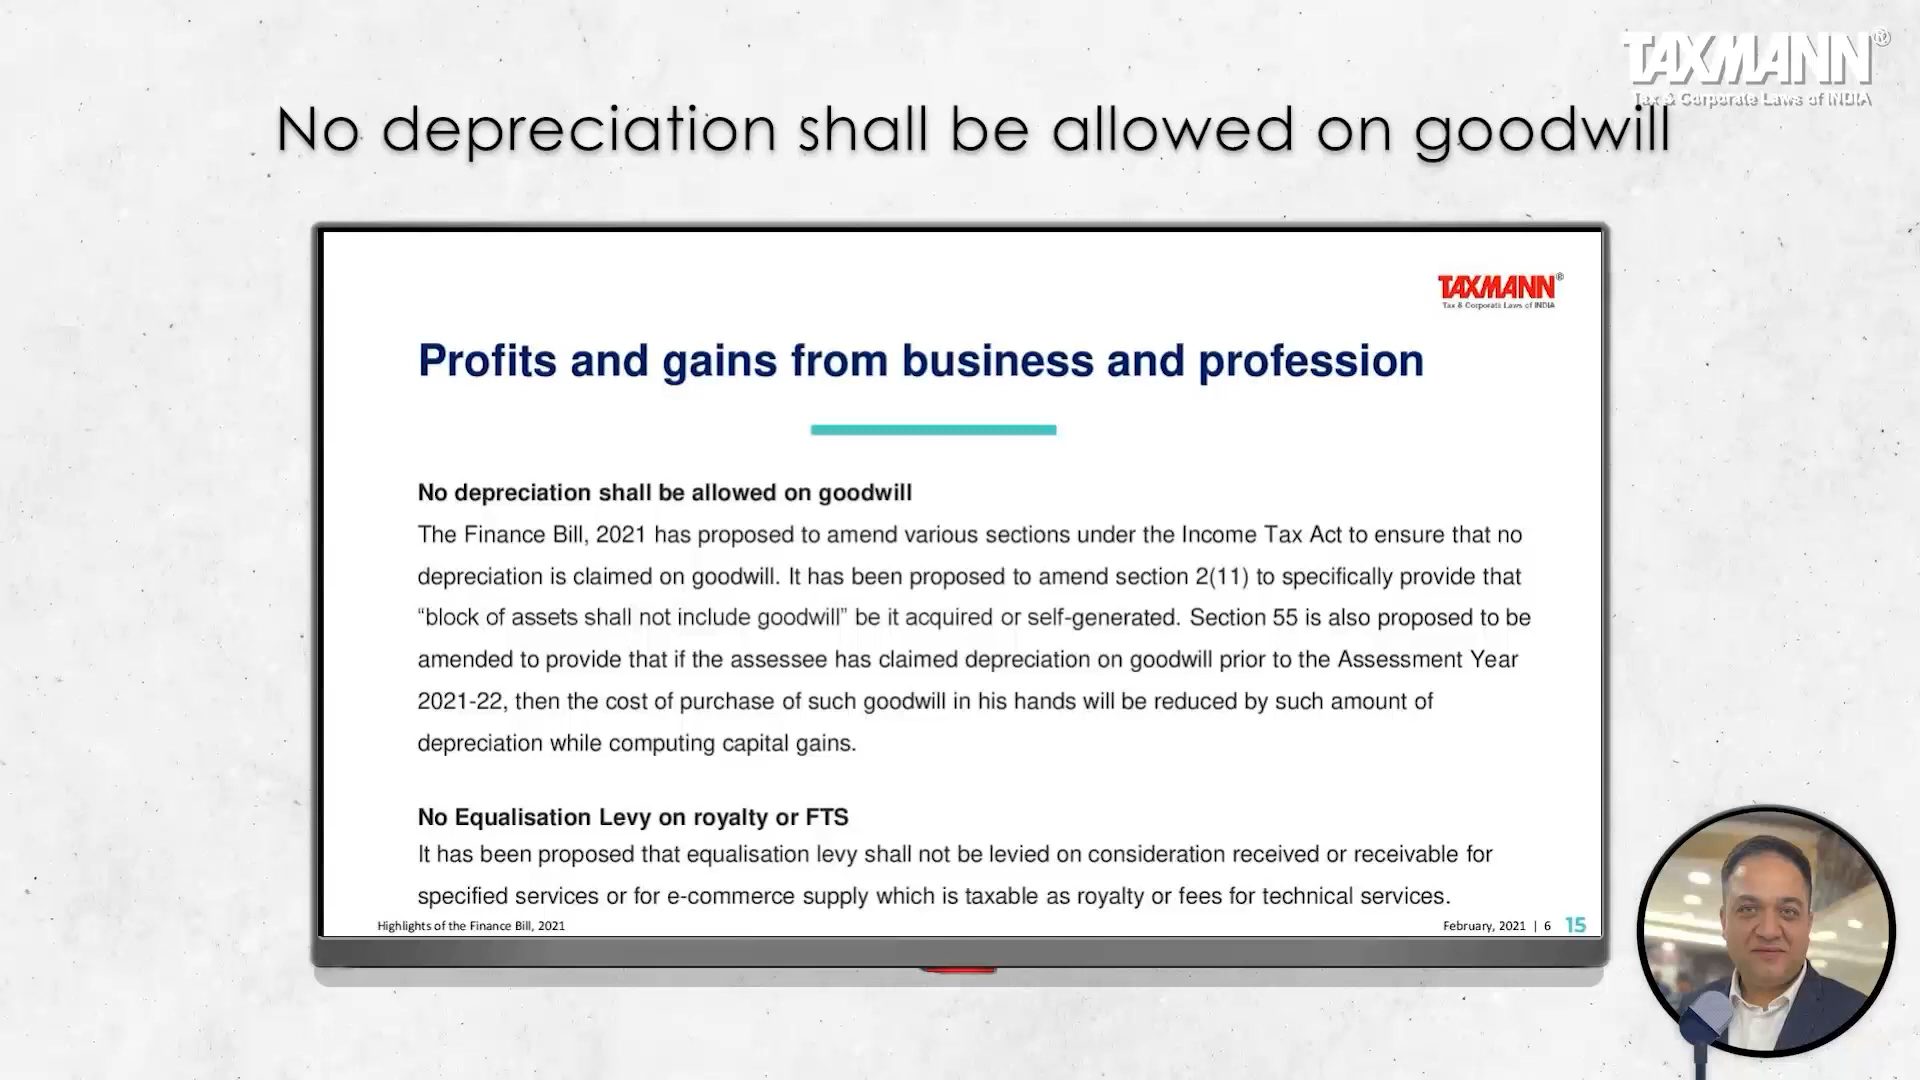 TAXMANN®
Tax & Corporate Laws of INDIA
No depreciation shall be allowed on goodwill
TAXMANN®
Tax & Corporate Laws of INDIA
Profits and gains from business and profession
No depreciation shall be allowed on goodwill
The Finance Bill, 2021 has proposed to amend various sections under the Income Tax Act to ensure that no
depreciation is claimed on goodwill. It has been proposed to amend section 2(11) to specifically provide that
“block of assets shall not include goodwill” be it acquired or self-generated. Section 55 is also proposed to be
amended to provide that if the assessee has claimed depreciation on goodwill prior to the Assessment Year
2021-22, then the cost of purchase of such goodwill in his hands will be reduced by such amount of
depreciation while computing capital gains.
No Equalisation Levy on royalty or FTS
It has been proposed that equalisation levy shall not be levied on consideration received or receivable for
specified services or for e-commerce supply which is taxable as royalty or fees for technical services.
Highlights of the Finance Bill, 2021
February, 2021 | 6 15